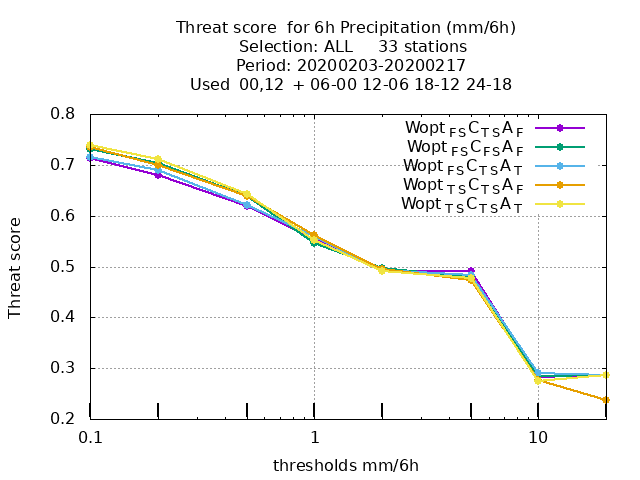 Threat score  for 6h Precipitation (mm/6h)
Selection: ALL     33 stations
Period: 20200203-20200217
Used  00,12  + 06-00 12-06 18-12 24-18
Wopt FS C TS A F
Wopt FS C FS A F
Wopt FS C TS A T
Wopt TS C TS A F
Wopt TS C TS A T
0.8
0.7
0.6
0.5
0.4
0.3
0.2
Threat score
0.1 1 10
thresholds mm/6h